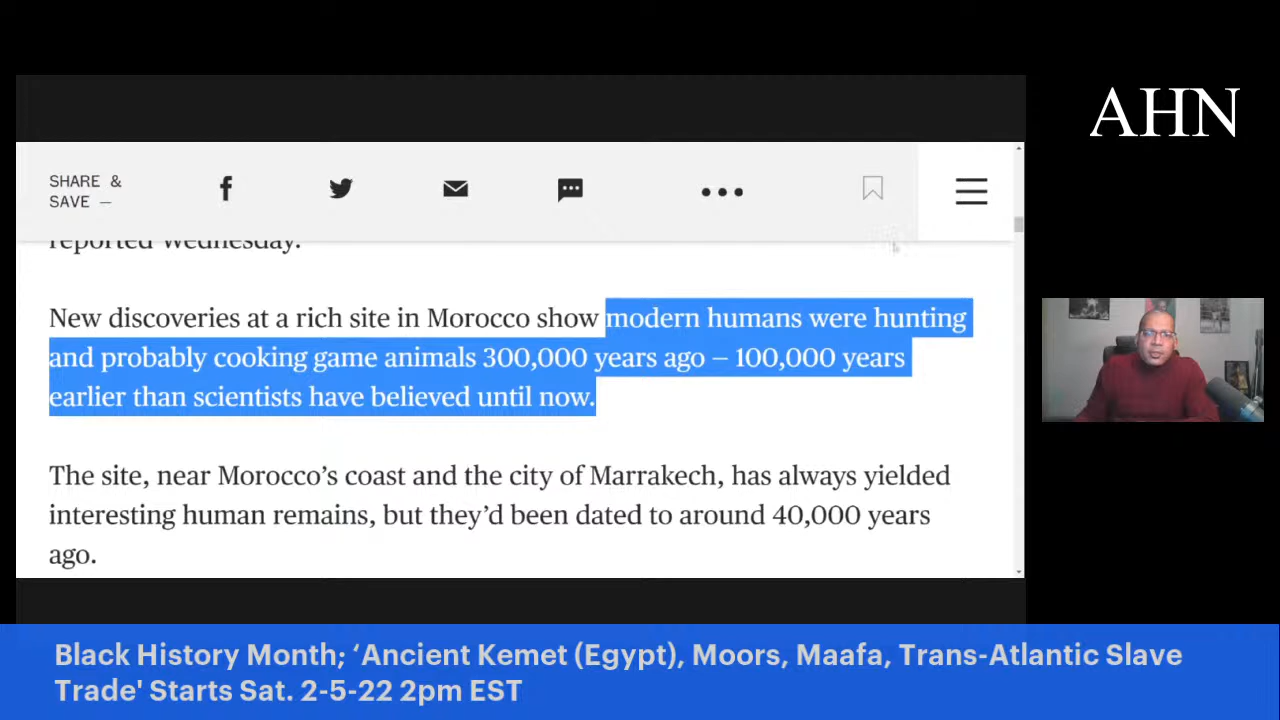 AHN
SHARE &
SAVE —
reported Wednesday.
New discoveries at a rich site in Morocco show modern humans were hunting
and probably cooking game animals 300,000 years ago – 100,000 years
earlier than scientists have believed until now.
The site, near Morocco’s coast and the city of Marrakech, has always yielded
interesting human remains, but they’d been dated to around 40,000 years
ago.
Black History Month; ‘Ancient Kemet (Egypt), Moors, Maafa, Trans-Atlantic Slave
Trade' Starts Sat. 2-5-22 2pm EST